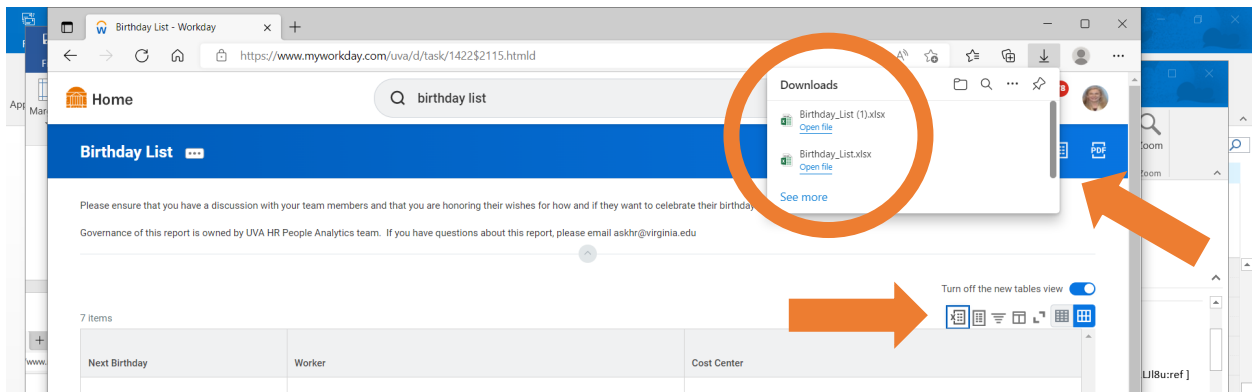 Birthday List - Workday
https://www.myworkday.com/uva/d/task/1422$2115.htmld
Home
birthday list
Downloads
Birthday_List (1).xlsx
Open file
Birthday_List.xlsx
Open file
See more
Birthday List
PDF
Please ensure that you have a discussion with your team members and that you are honoring their wishes for how and if they want to celebrate their birthday
Governance of this report is owned by UVA HR People Analytics team. If you have questions about this report, please email askhr@virginia.edu
Turn off the new tables view
7 items
Next Birthday
Worker
Cost Center
Mar
'www.
LJl8u:ref ]